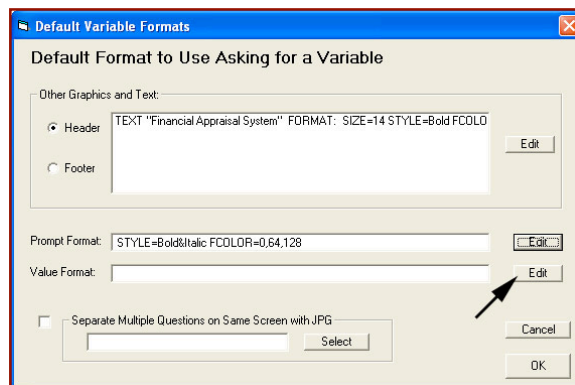 Default Variable Formats
Default Format to Use Asking for a Variable
Other Graphics and Text:
Header
TEXT "Financial Appraisal System" FORMAT: SIZE=14 STYLE=Bold FCOLO
Edit
Footer
Prompt Format: STYLE=Bold&Italic FCOLOR=0,64,128 Edit
Value Format: Edit
Separate Multiple Questions on Same Screen with JPG
Select
Cancel
OK